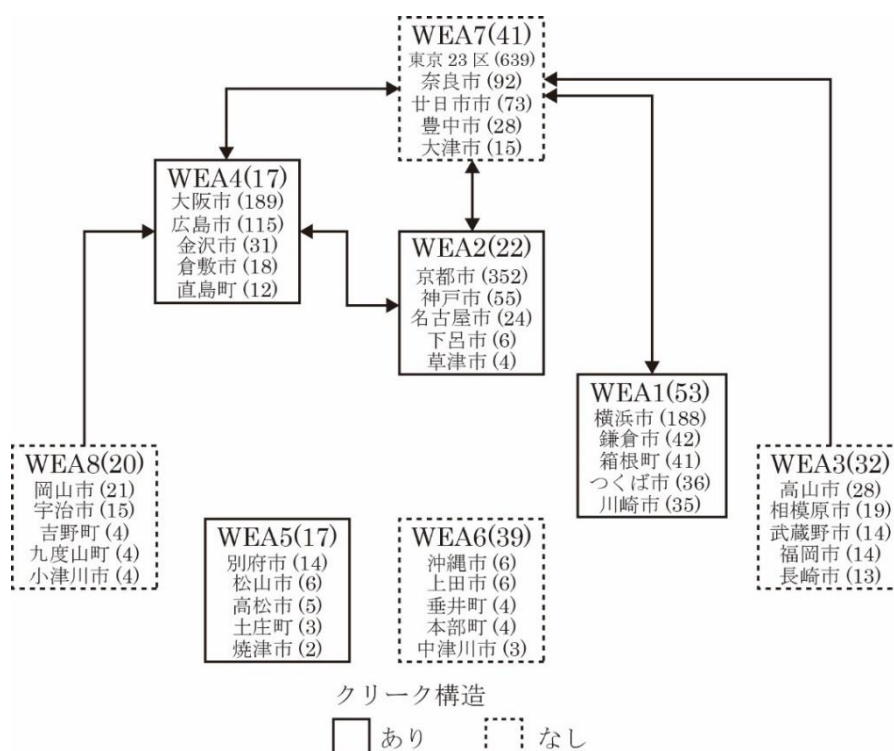 WEA7(41)
東京 23 区 (639)
奈良市 (92)
廿日市市 (73)
豊中市 (28)
大津市 (15)
WEA4(17)
大阪市 (189)
広島市 (115)
金沢市 (31)
倉敷市 (18)
直島町 (12)
WEA2(22)
京都市 (352)
神戸市 (55)
名古屋市 (24)
下呂市 (6)
草津市 (4)
WEA1(53)
横浜市 (188)
鎌倉市 (42)
箱根町 (41)
つくば市 (36)
川崎市 (35)
WEA8(20)
岡山市 (21)
宇治市 (15)
吉野町 (4)
九度山町 (4)
小津川市 (4)
WEA3(32)
高山市 (28)
相模原市 (19)
武蔵野市 (14)
福岡市 (14)
長崎市 (13)
WEA5(17)
別府市 (14)
松山市 (6)
高松市 (5)
土庄町 (3)
焼津市 (2)
WEA6(39)
沖縄市 (6)
上田市 (6)
垂井町 (4)
本部町 (4)
中津川市 (3)
クリーク構造
あり なし